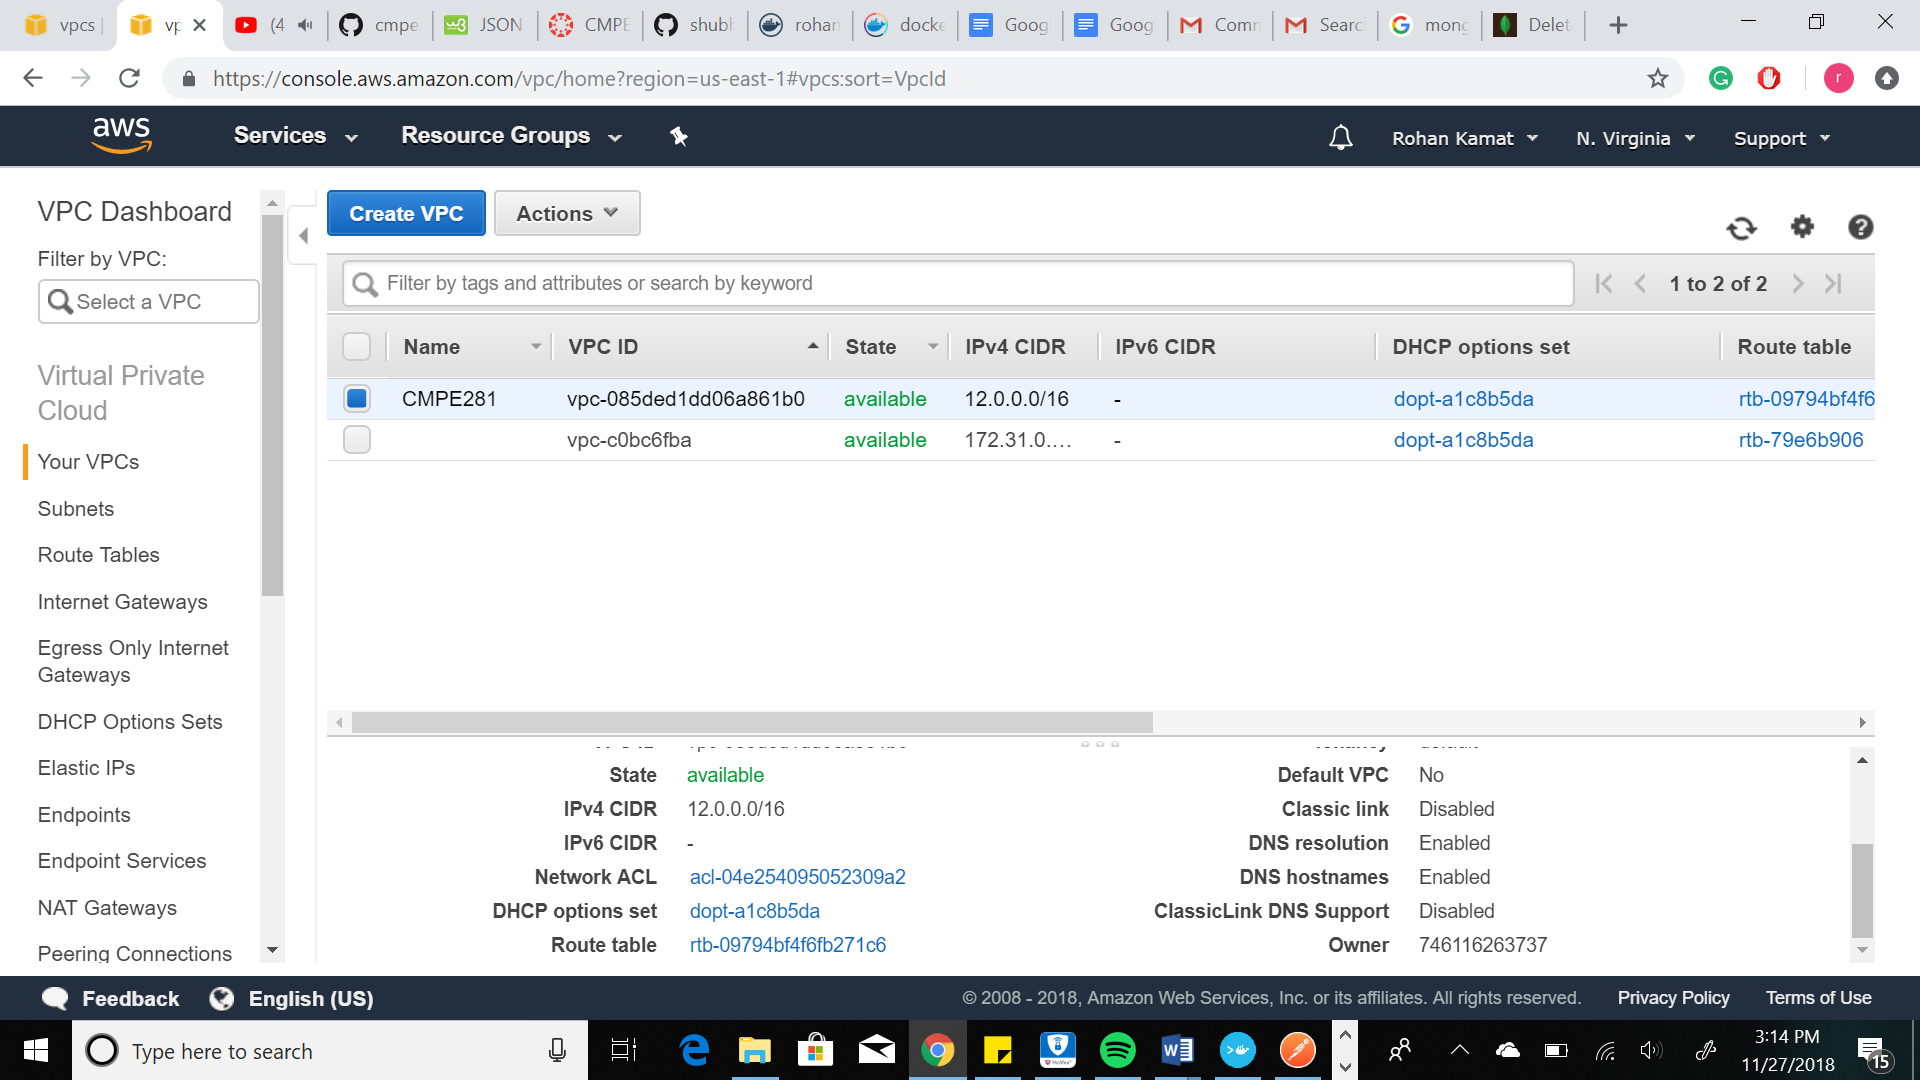 vpcs
vp
(4
cmpe
JSON
CMPE
shubh
rohan
docke
Goog
Goog
Comm
Searc
mong
Delet
https://console.aws.amazon.com/vpc/home?region=us-east-1#vpcs:sort=VpcId
r
aws
Services
Resource Groups
Rohan Kamat
N. Virginia
Support
VPC Dashboard
Filter by VPC:
Select a VPC
Virtual Private
Cloud
Your VPCs
Subnets
Route Tables
Internet Gateways
Egress Only Internet
Gateways
DHCP Options Sets
Elastic IPs
Endpoints
Endpoint Services
NAT Gateways
Peering Connections
Create VPC
Actions
Filter by tags and attributes or search by keyword
1 to 2 of 2
Name VPC ID State IPv4 CIDR IPv6 CIDR DHCP options set Route table
CMPE281 vpc-085ded1dd06a861b0 available 12.0.0.0/16 - dopt-a1c8b5da rtb-09794bf4f6
vpc-c0bc6fba available 172.31.0.... - dopt-a1c8b5da rtb-79e6b906
State available
IPv4 CIDR 12.0.0.0/16
IPv6 CIDR -
Network ACL acl-04e254095052309a2
DHCP options set dopt-a1c8b5da
Route table rtb-09794bf4f6fb271c6
Default VPC No
Classic link Disabled
DNS resolution Enabled
DNS hostnames Enabled
ClassicLink DNS Support Disabled
Owner 746116263737
Feedback
English (US)
© 2008 - 2018, Amazon Web Services, Inc. or its affiliates. All rights reserved.
Privacy Policy
Terms of Use
Type here to search
3:14 PM
11/27/2018
15